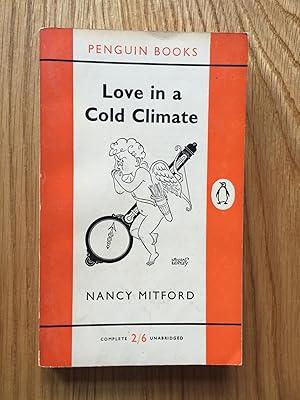 PENGUIN BOOKS
Love in a
Cold Climate
NANCY MITFORD
COMPLETE 2/6 UNABRIDGED